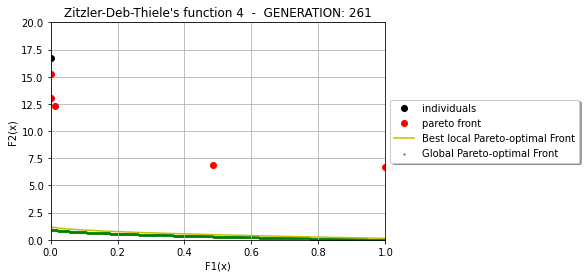 Zitzler-Deb-Thiele's function 4 - GENERATION: 261
20.0
17.5
15.0
12.5
10.0
7.5
5.0
2.5
0.0
F2(x)
0.0 0.2 0.4 0.6 0.8 1.0
F1(x)
individuals
pareto front
Best local Pareto-optimal Front
Global Pareto-optimal Front